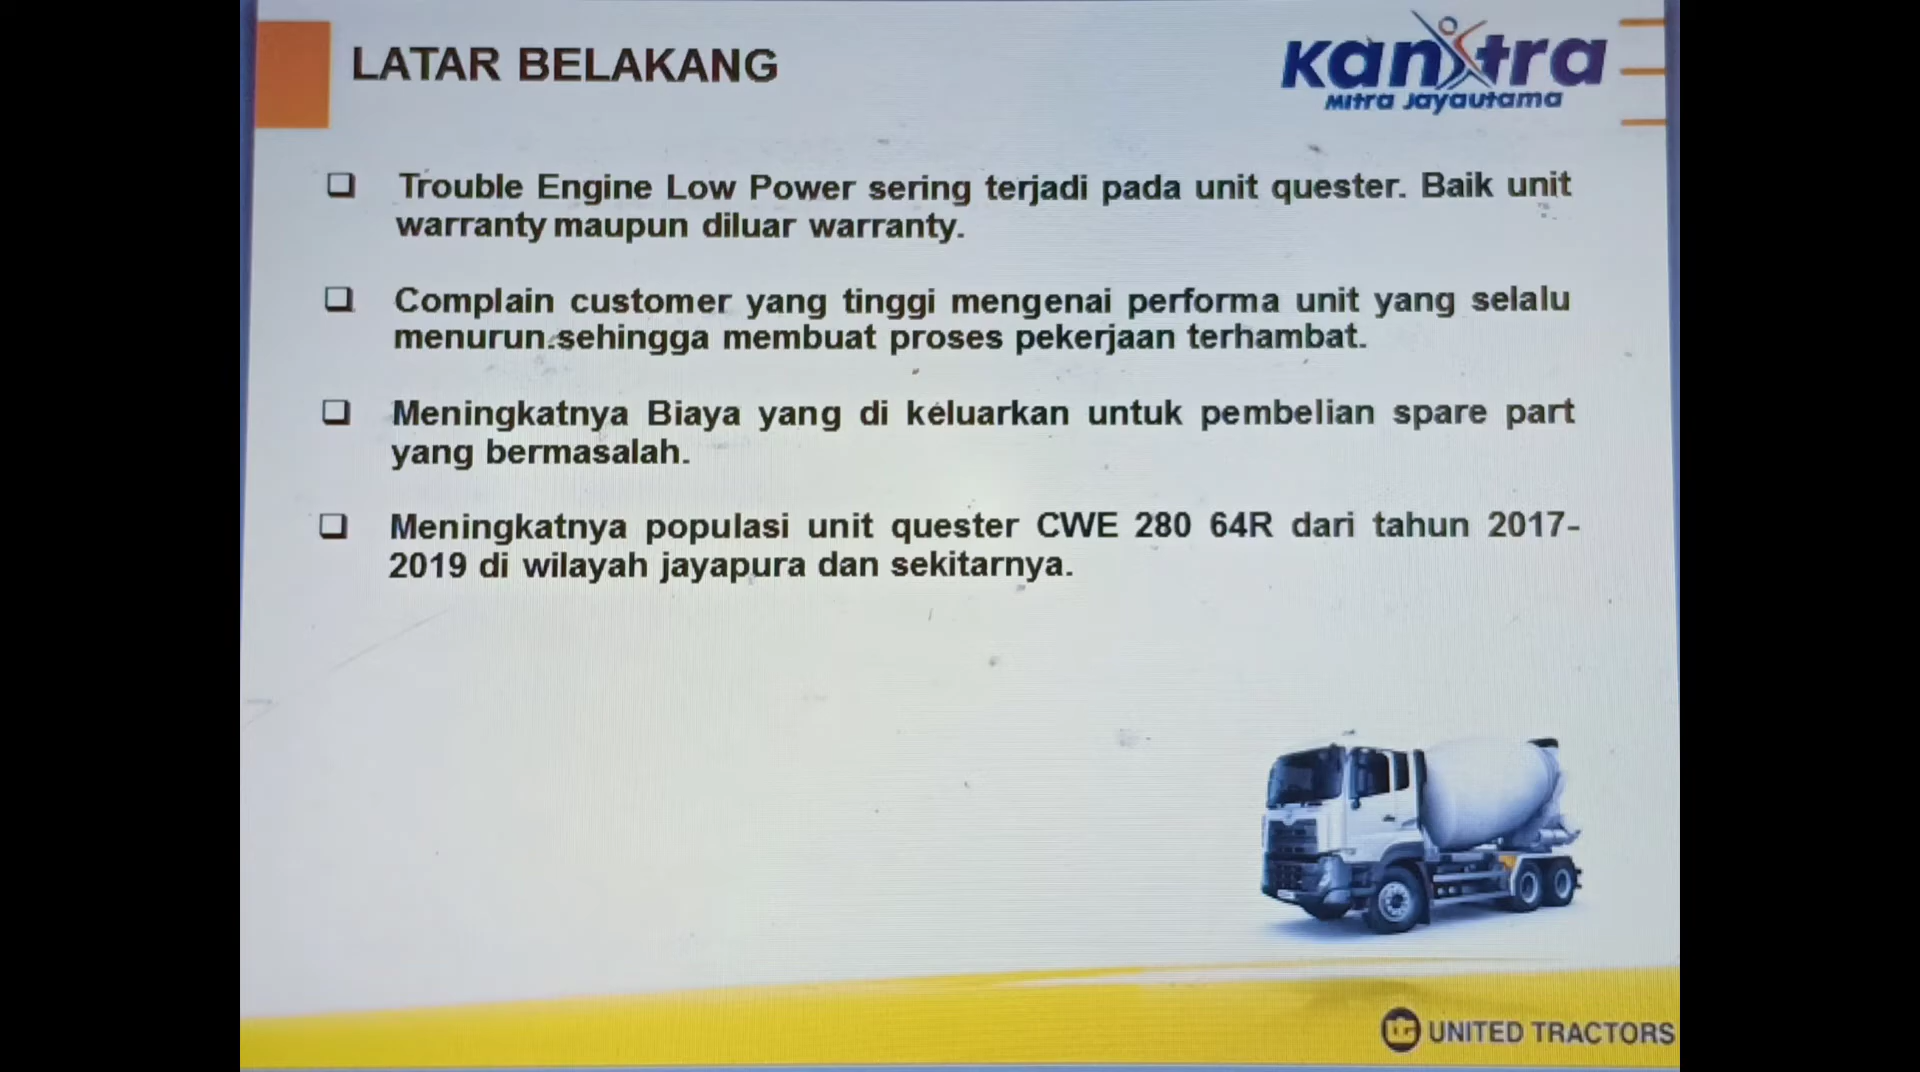 LATAR BELAKANG
Kantra
Mitra Jayautama
Trouble Engine Low Power sering terjadi pada unit quester. Baik unit
warranty maupun diluar warranty.
Complain customer yang tinggi mengenai performa unit yang selalu
menurun.sehingga membuat proses pekerjaan terhambat.
Meningkatnya Biaya yang di keluarkan untuk pembelian spare part
yang bermasalah.
Meningkatnya populasi unit quester CWE 280 64R dari tahun 2017-
2019 di wilayah jayapura dan sekitarnya.
UNITED TRACTORS